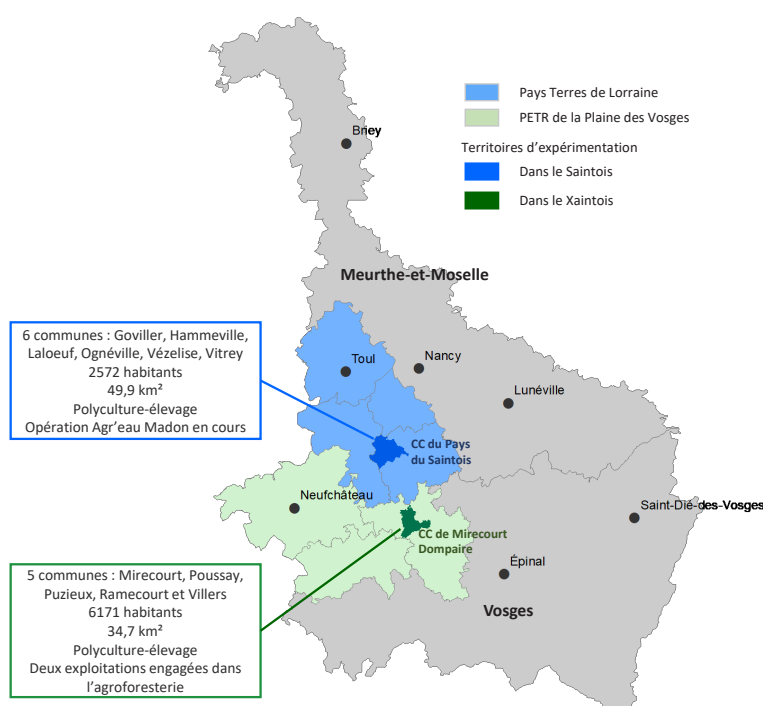 Pays Terres de Lorraine
PETR de la Plaine des Vosges
Territoires d'expérimentation
Dans le Saintois
Dans le Xaintois
Briey
Meurthe-et-Moselle
6 communes : Goviller, Hammeville,
Laloeuf, Ognéville, Vézelise, Vitrey
2572 habitants
49,9 km²
Polyculture-élevage
Opération Agr'eau Madon en cours
Toul
Nancy
Lunéville
CC du Pays
du Saintois
Neufchâteau
Saint-Dié-des-Vosges
CC de Mirecourt
Dompaire
Épinal
Vosges
5 communes : Mirecourt, Poussay,
Puzieux, Ramecourt et Villers
6171 habitants
34,7 km²
Polyculture-élevage
Deux exploitations engagées dans
l'agroforesterie